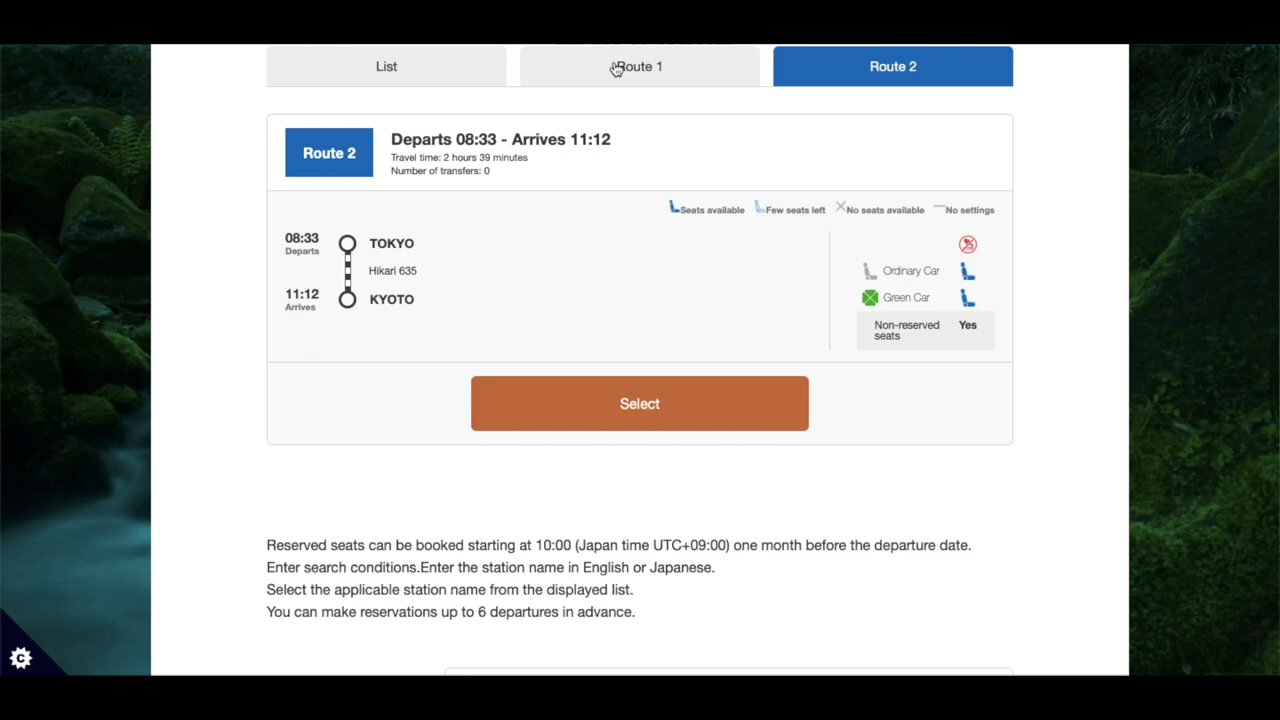 List
Route 1
Route 2
Route 2
Departs 08:33 - Arrives 11:12
Travel time: 2 hours 39 minutes
Number of transfers: 0
Seats available Few seats left No seats available No settings
08:33
Departs
TOKYO
Hikari 635
11:12
Arrives
KYOTO
Ordinary Car
Green Car
Non-reserved seats Yes
Select
Reserved seats can be booked starting at 10:00 (Japan time UTC+09:00) one month before the departure date.
Enter search conditions.Enter the station name in English or Japanese.
Select the applicable station name from the displayed list.
You can make reservations up to 6 departures in advance.
C